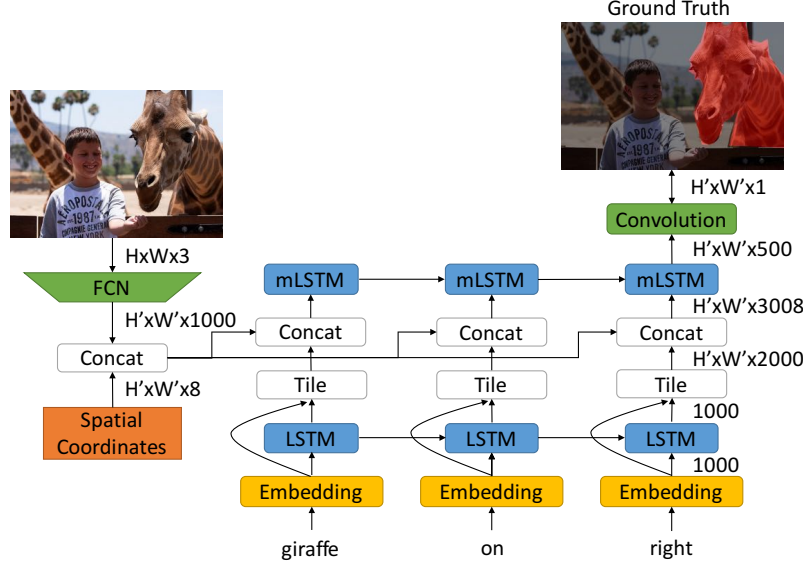 Ground Truth
AÉROPOSTALE
1987
H'xW'x1
Convolution
HxWx3
H'xW'x500
FCN
mLSTM
mLSTM
mLSTM
H'xW'x1000
H'xW'x3008
Concat
Concat
Concat
Concat
H'xW'x2000
H'xW'x8
Tile
Tile
Tile
Spatial
Coordinates
1000
LSTM
LSTM
LSTM
1000
Embedding
Embedding
Embedding
giraffe
on
right